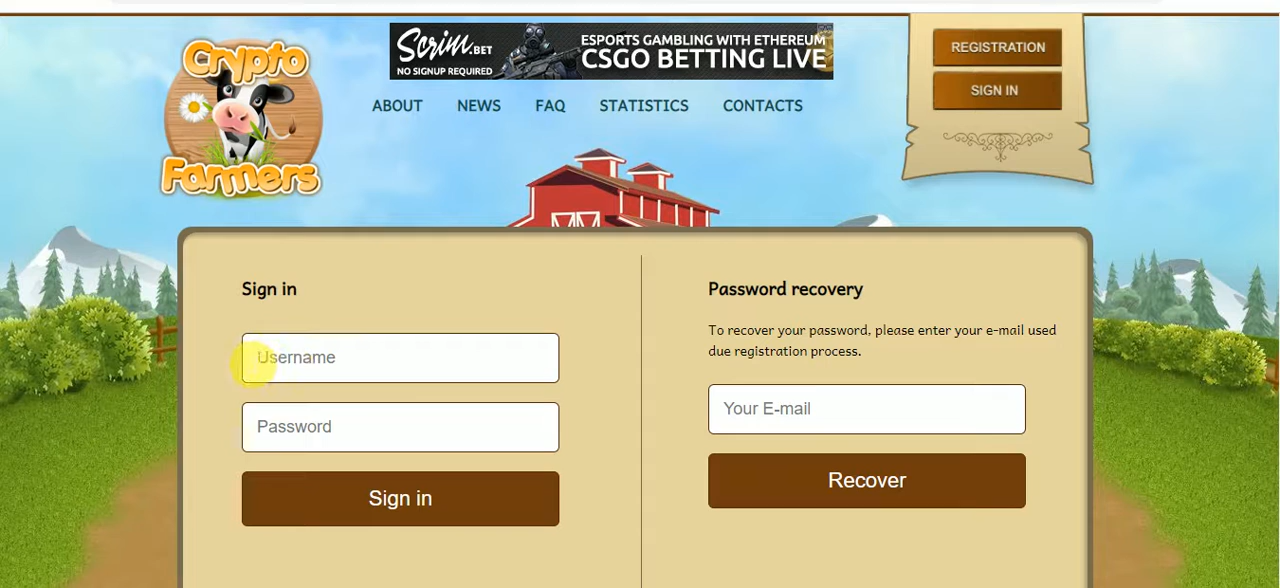 Crypto
Farmers
Scrim.BET
NO SIGNUP REQUIRED
ESPORTS GAMBLING WITH ETHEREUM
CSGO BETTING LIVE
REGISTRATION
SIGN IN
ABOUT
NEWS
FAQ
STATISTICS
CONTACTS
Sign in
Username
Password
Sign in
Password recovery
To recover your password, please enter your e-mail used
due registration process.
Your E-mail
Recover